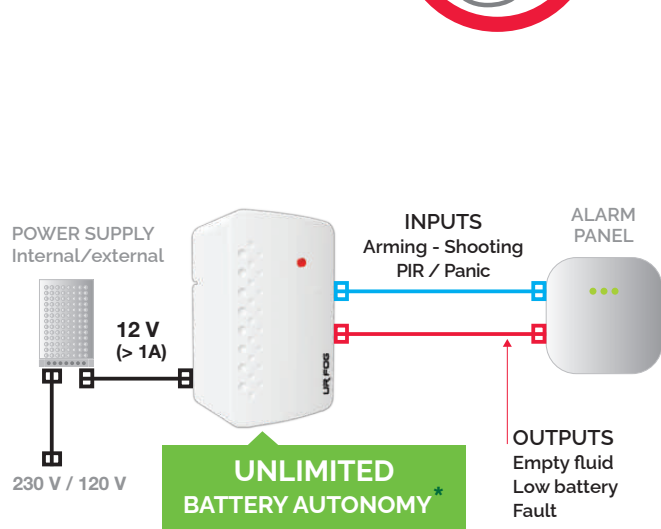 POWER SUPPLY
Internal/external
12 V
(> 1A)
230 V / 120 V
UR FOG
INPUTS
Arming - Shooting
PIR / Panic
ALARM
PANEL
OUTPUTS
Empty fluid
Low battery
Fault
UNLIMITED
BATTERY AUTONOMY*